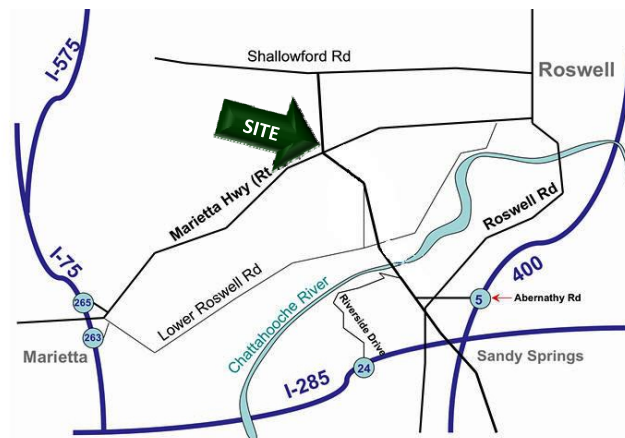 I-575
Shallowford Rd
Roswell
SITE
Marietta Hwy (Rt
Roswell Rd
I-75
400
Lower Roswell Rd
Chattahooche River
265
263
Riverside Drive
5
Abernathy Rd
Marietta
Sandy Springs
24
I-285